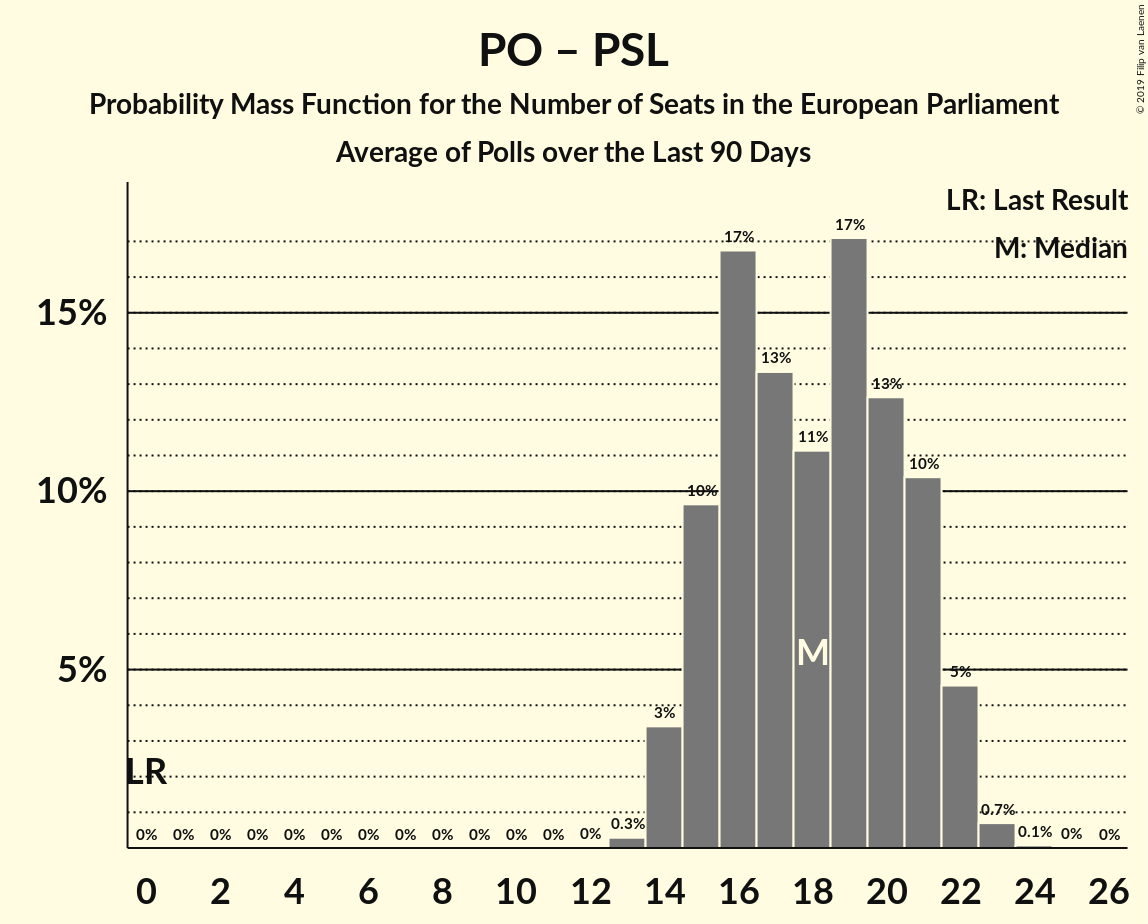 PO – PSL
Probability Mass Function for the Number of Seats in the European Parliament
Average of Polls over the Last 90 Days
© 2019 Filip van Laenen
LR: Last Result
M: Median
15%
10%
5%
17%
17%
13%
13%
11%
10%
10%
5%
3%
0.7%
0.3%
0.1%
M
LR
0% 0% 0% 0% 0% 0% 0% 0% 0% 0% 0% 0% 0% 0% 0%
0 2 4 6 8 10 12 14 16 18 20 22 24 26